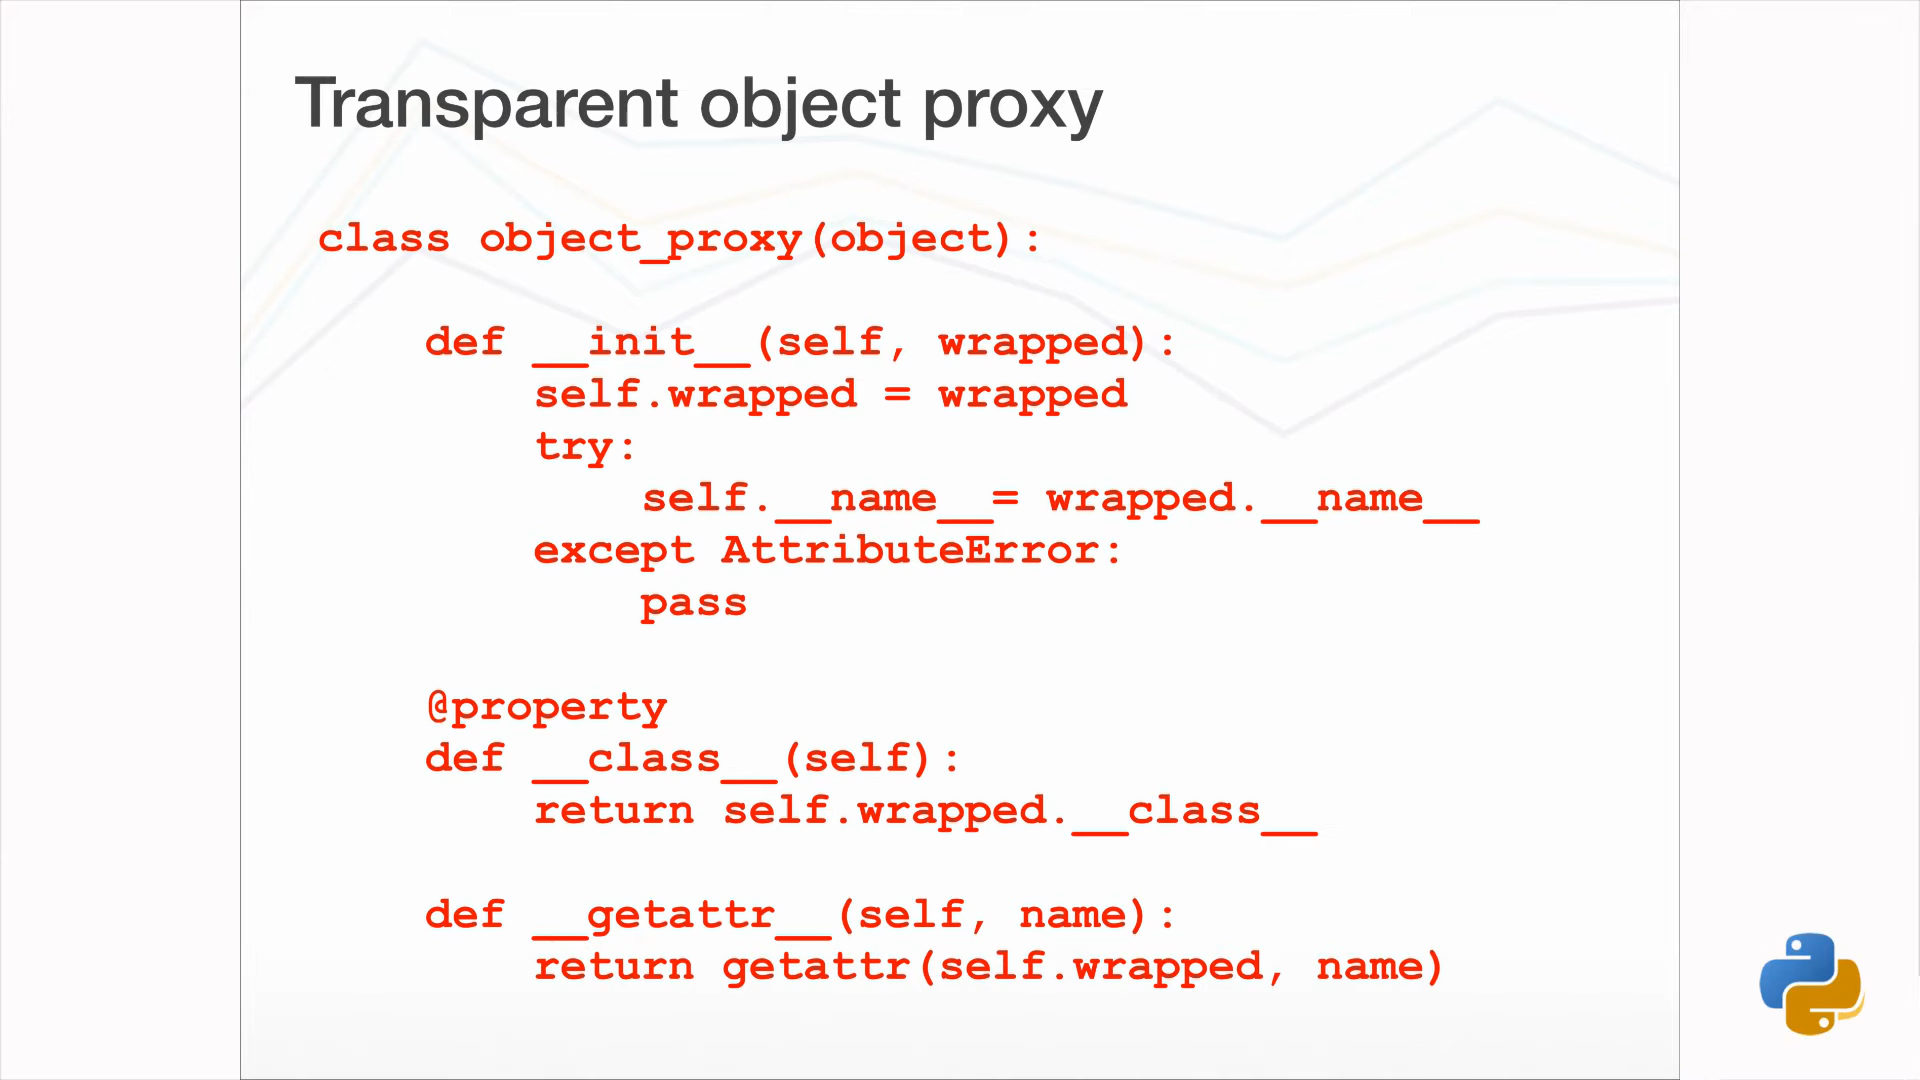 Transparent object proxy
class object_proxy(object):
    def __init__(self, wrapped):
        self.wrapped = wrapped
        try:
            self.__name__= wrapped.__name__
        except AttributeError:
            pass
    @property
    def __class__(self):
        return self.wrapped.__class__
    def __getattr__(self, name):
        return getattr(self.wrapped, name)